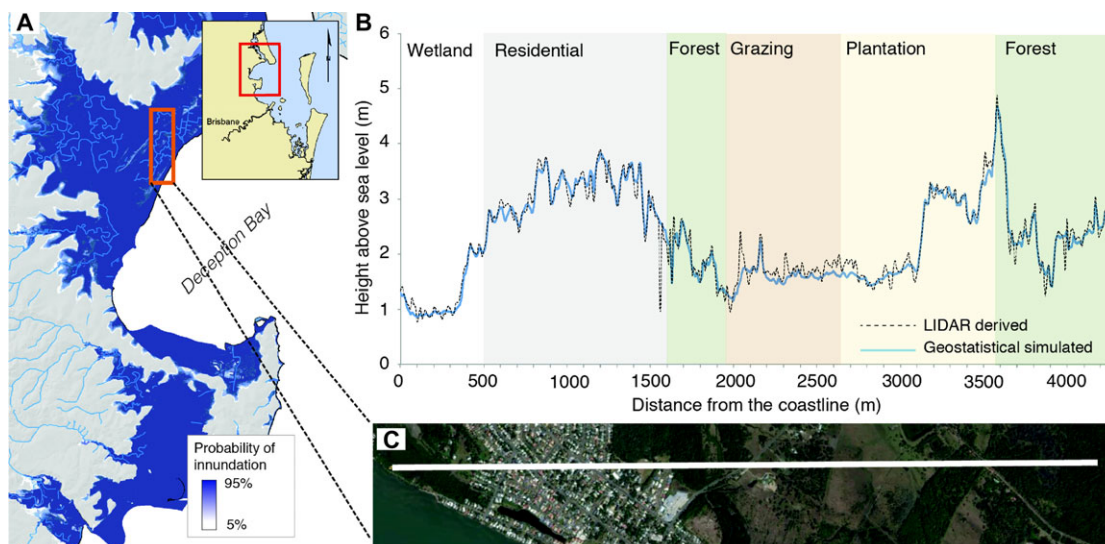 A
N
Brisbane
Deception Bay
Probability of
innundation
95%
5%
B
6
5
4
3
2
1
0
Height above sea level (m)
Wetland
Residential
Forest
Grazing
Plantation
Forest
LIDAR derived
Geostatistical simulated
0
500
1000
1500
2000
2500
3000
3500
4000
Distance from the coastline (m)
C